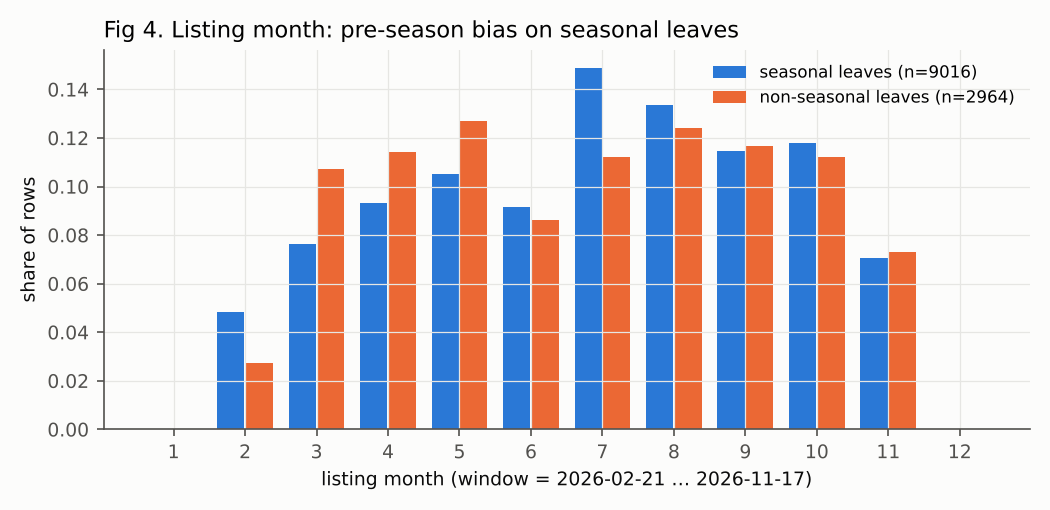 Fig 4. Listing month: pre-season bias on seasonal leaves
seasonal leaves (n=9016)
non-seasonal leaves (n=2964)
share of rows
0.14
0.12
0.10
0.08
0.06
0.04
0.02
0.00
1 2 3 4 5 6 7 8 9 10 11 12
listing month (window = 2026-02-21 … 2026-11-17)